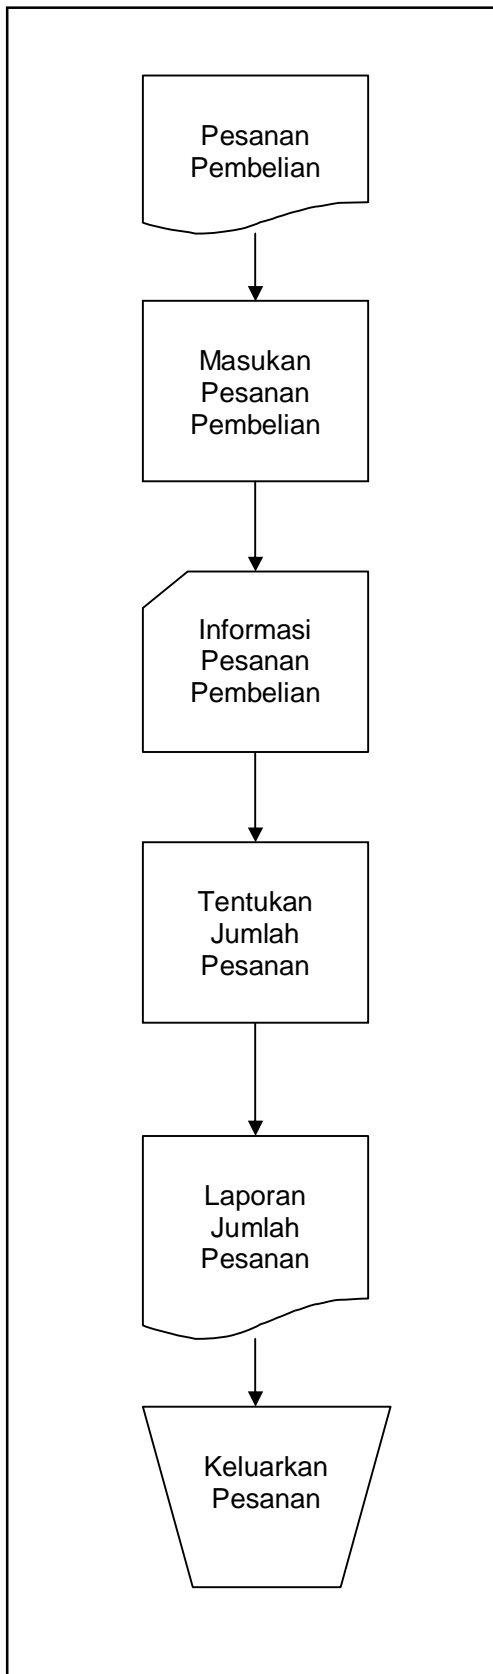 Pesanan
Pembelian
Masukan
Pesanan
Pembelian
Informasi
Pesanan
Pembelian
Tentukan
Jumlah
Pesanan
Laporan
Jumlah
Pesanan
Keluarkan
Pesanan